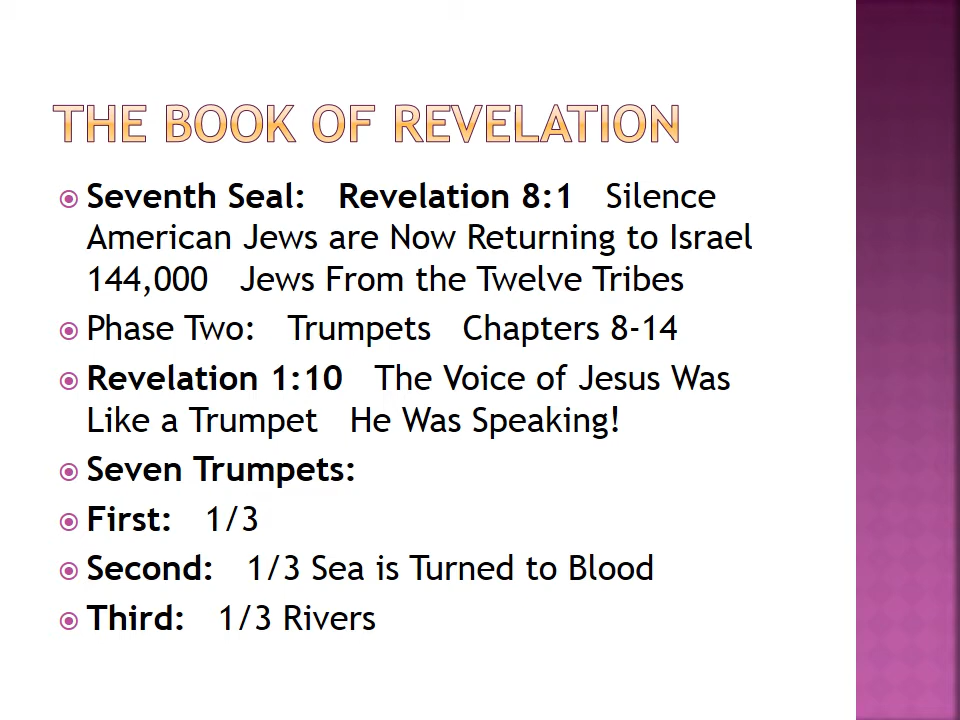 THE BOOK OF REVELATION
Seventh Seal: Revelation 8:1 Silence
American Jews are Now Returning to Israel
144,000 Jews From the Twelve Tribes
Phase Two: Trumpets Chapters 8-14
Revelation 1:10 The Voice of Jesus Was
Like a Trumpet He Was Speaking!
Seven Trumpets:
First: 1/3
Second: 1/3 Sea is Turned to Blood
Third: 1/3 Rivers